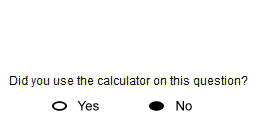 Did you use the calculator on this question?
Yes No